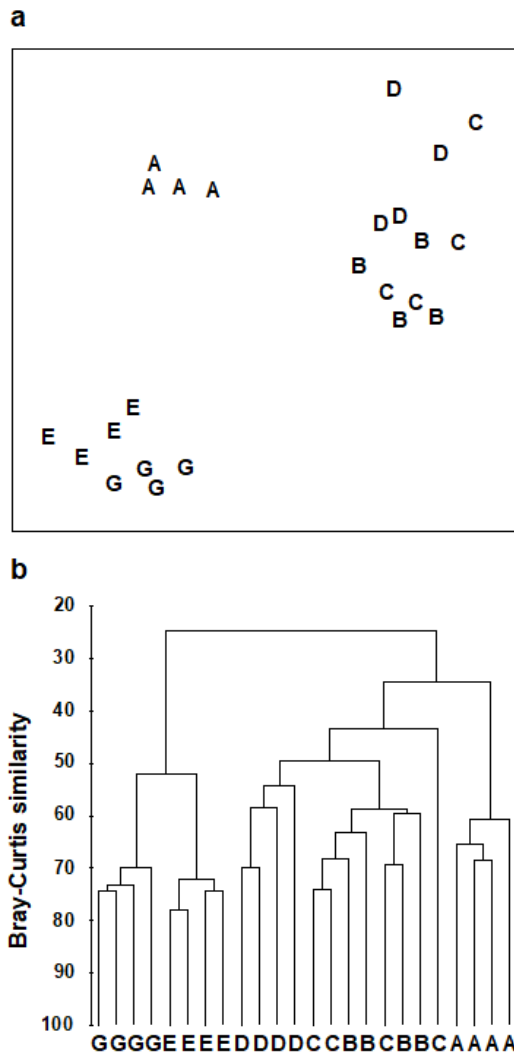 a
D
C
D
A
A A A
D D
B C
B
C C
B B
E
E E
E
G G G
G
b
20
30
40
50
60
70
80
90
100
Bray-Curtis similarity
GGGGEEEEDDDDCCBBCBBCAAAA